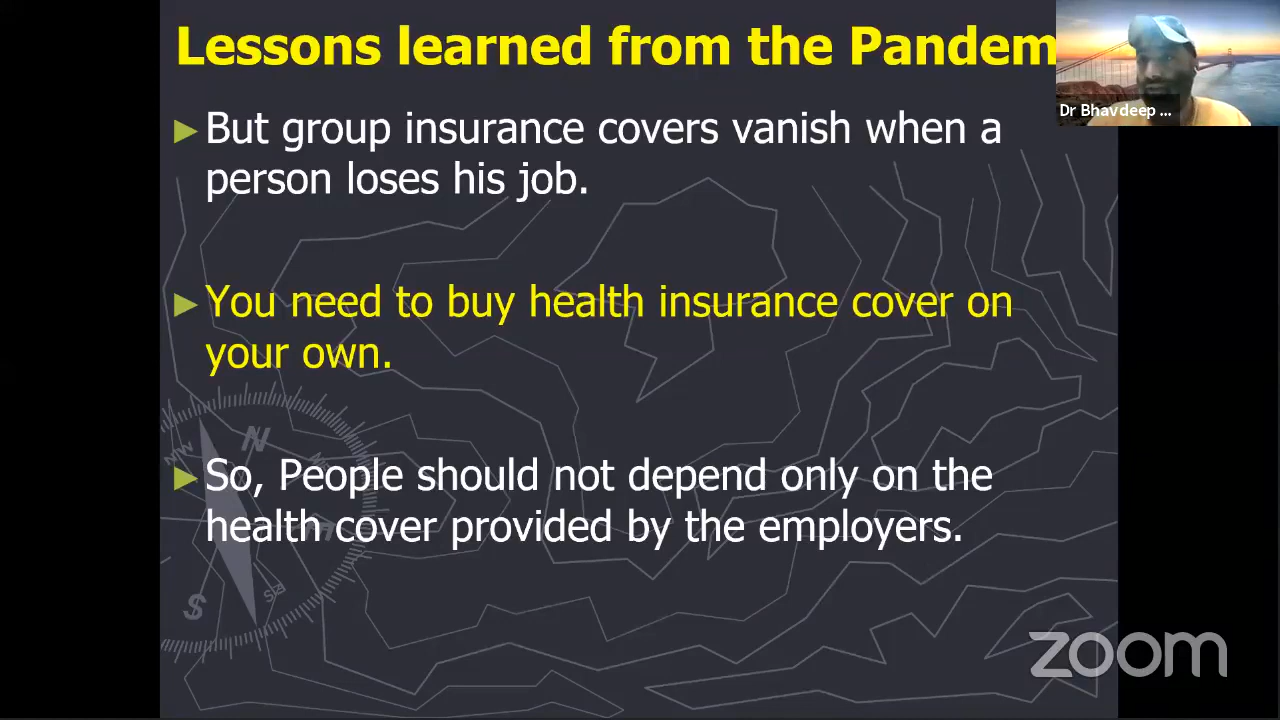 Lessons learned from the Pandem
Dr Bhavdeep ...
But group insurance covers vanish when a
person loses his job.
You need to buy health insurance cover on
your own.
So, People should not depend only on the
health cover provided by the employers.
N
S
zoom